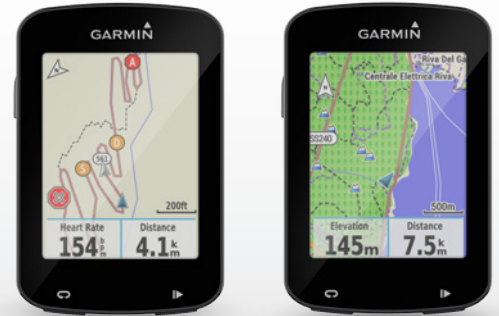 GARMIN
A
D
S61
S
200ft
Heart Rate
Distance
154 bpm
4.1 km
GARMIN
Riva Del Ga
Centrale Elettrica Riva
SS240
500m
Elevation
Distance
145m
7.5 km